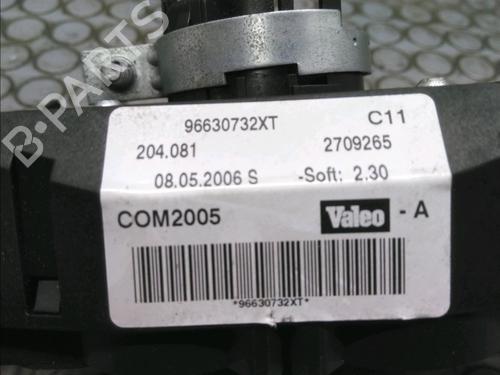 B-PARTS
96630732XT C11
204.081 2709265
08.05.2006 S -Soft: 2.30
COM2005 Valeo - A
*96630732XT*